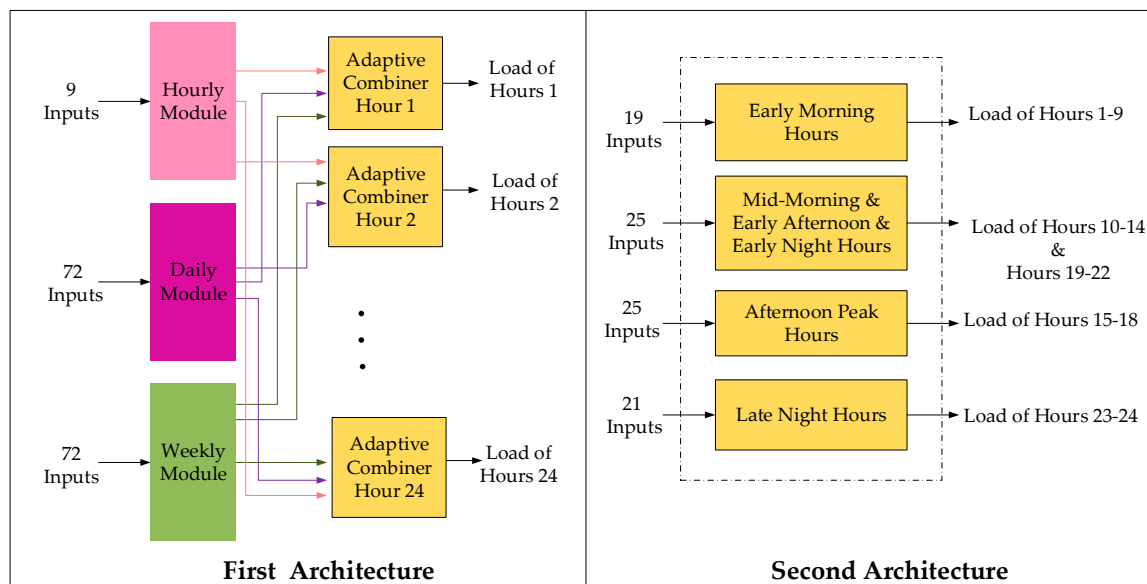 9
Inputs
Hourly
Module
Adaptive
Combiner
Hour 1
Load of
Hours 1
Adaptive
Combiner
Hour 2
Load of
Hours 2
72
Inputs
Daily
Module
72
Inputs
Weekly
Module
Adaptive
Combiner
Hour 24
Load of
Hours 24
First Architecture
19
Inputs
Early Morning
Hours
Load of Hours 1-9
25
Inputs
Mid-Morning &
Early Afternoon &
Early Night Hours
Load of Hours 10-14
&
Hours 19-22
25
Inputs
Afternoon Peak
Hours
Load of Hours 15-18
21
Inputs
Late Night Hours
Load of Hours 23-24
Second Architecture